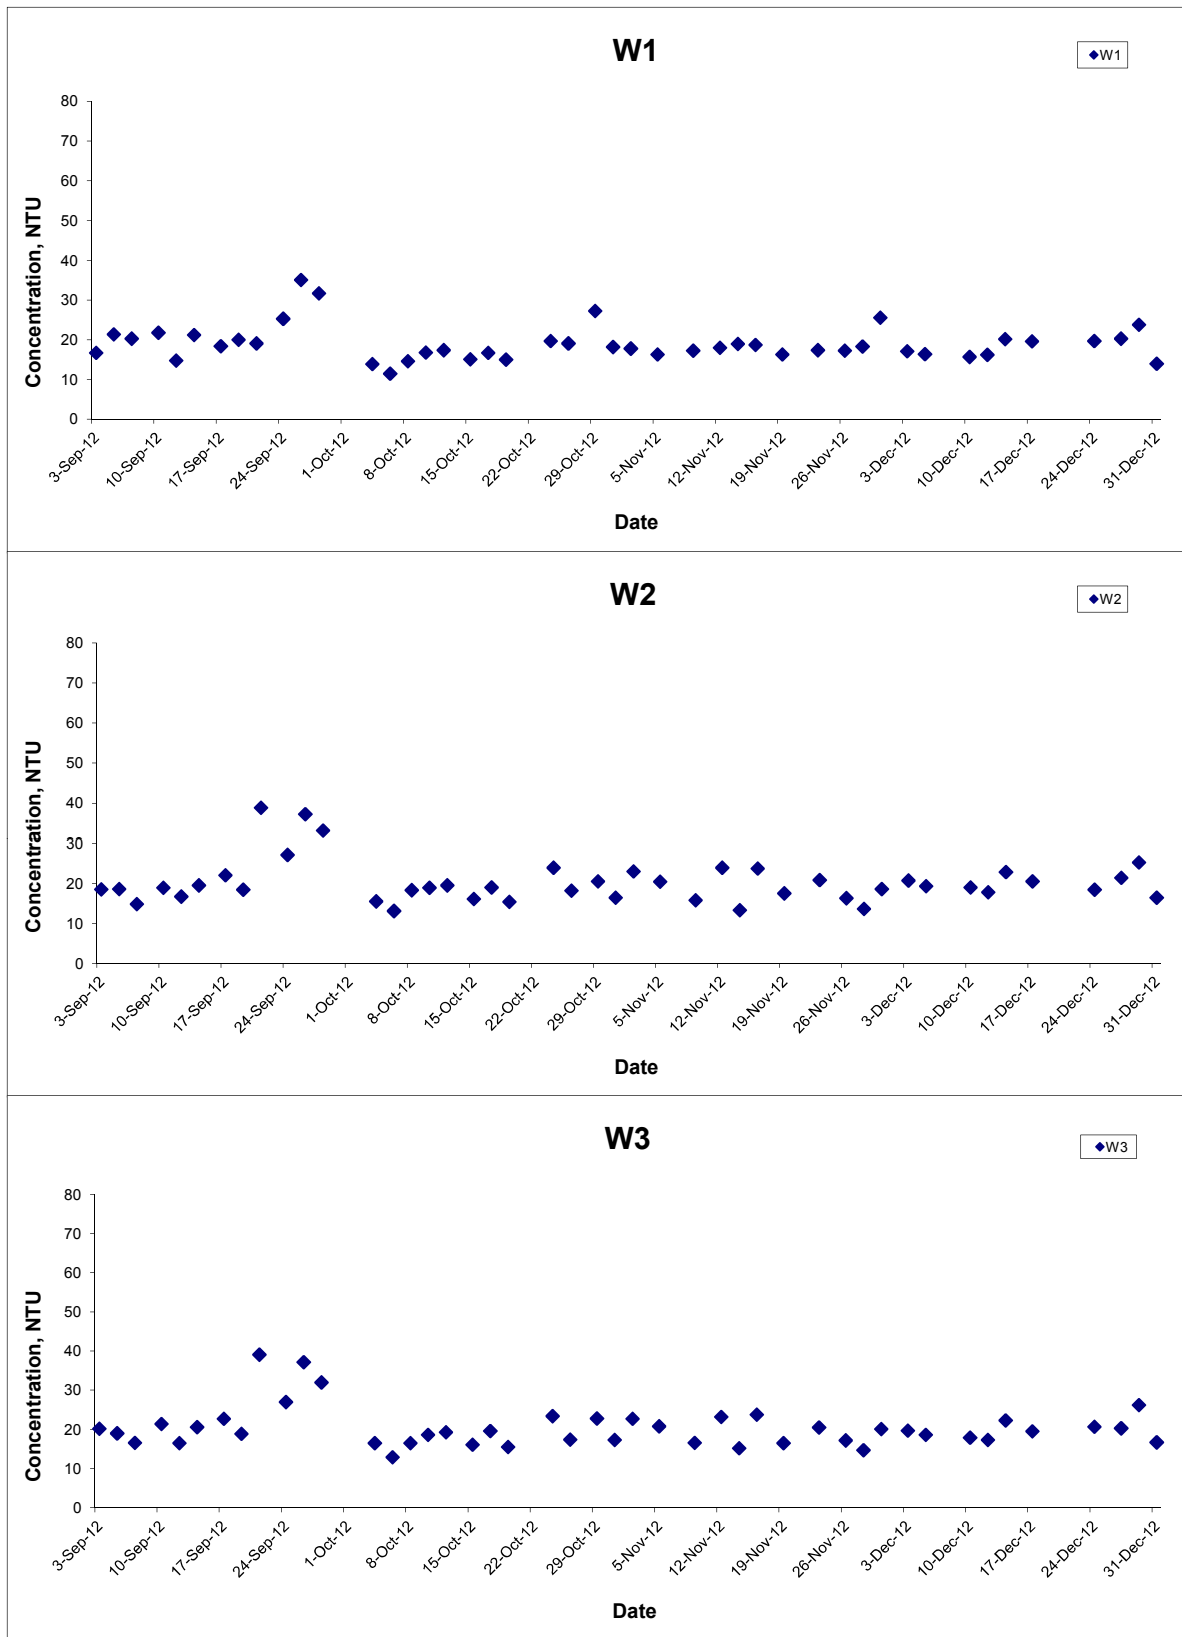 W1
W1
80
70
60
50
40
30
20
10
0
Concentration, NTU
3-Sep-12
10-Sep-12
17-Sep-12
24-Sep-12
1-Oct-12
8-Oct-12
15-Oct-12
22-Oct-12
29-Oct-12
5-Nov-12
12-Nov-12
19-Nov-12
26-Nov-12
3-Dec-12
10-Dec-12
17-Dec-12
24-Dec-12
31-Dec-12
Date
W2
W2
80
70
60
50
40
30
20
10
0
Concentration, NTU
3-Sep-12
10-Sep-12
17-Sep-12
24-Sep-12
1-Oct-12
8-Oct-12
15-Oct-12
22-Oct-12
29-Oct-12
5-Nov-12
12-Nov-12
19-Nov-12
26-Nov-12
3-Dec-12
10-Dec-12
17-Dec-12
24-Dec-12
31-Dec-12
Date
W3
W3
80
70
60
50
40
30
20
10
0
Concentration, NTU
3-Sep-12
10-Sep-12
17-Sep-12
24-Sep-12
1-Oct-12
8-Oct-12
15-Oct-12
22-Oct-12
29-Oct-12
5-Nov-12
12-Nov-12
19-Nov-12
26-Nov-12
3-Dec-12
10-Dec-12
17-Dec-12
24-Dec-12
31-Dec-12
Date